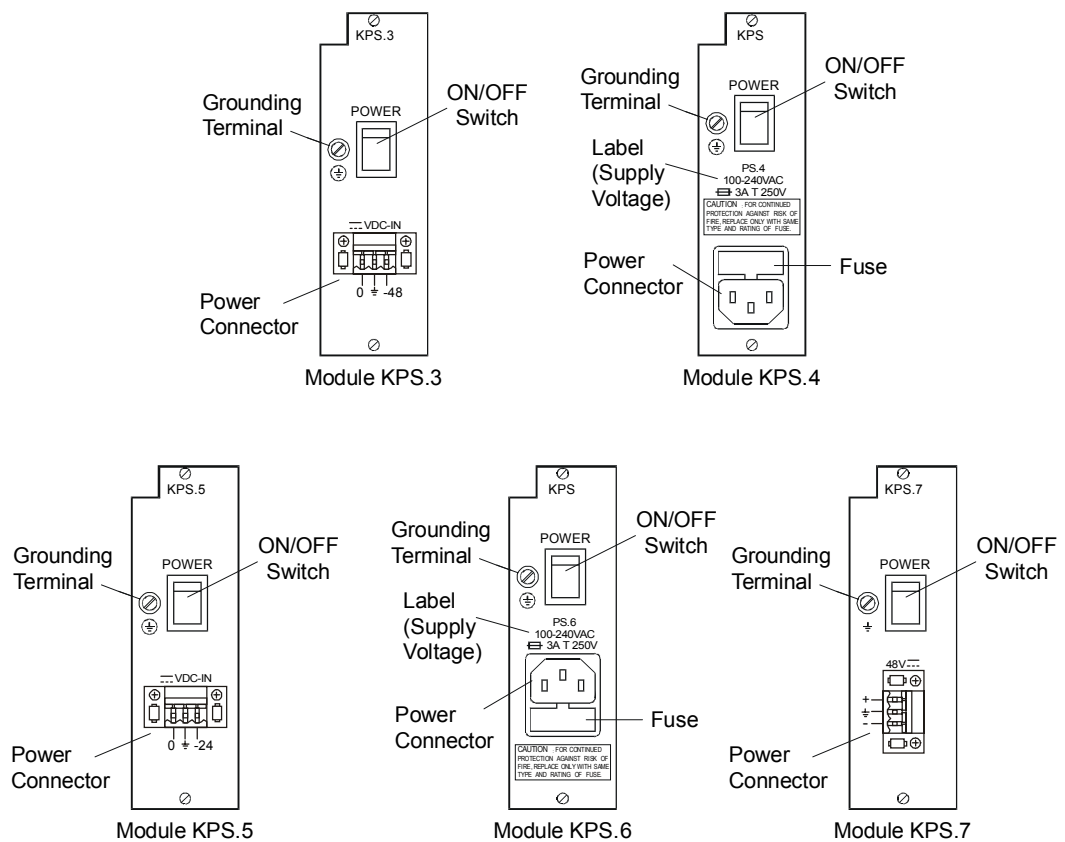 KPS.3
Grounding
Terminal
POWER
ON/OFF
Switch
VDC-IN
0 -48
Power
Connector
Module KPS.3
KPS
Grounding
Terminal
POWER
ON/OFF
Switch
Label
(Supply
Voltage)
PS.4
100-240VAC
3A T 250V
CAUTION : FOR CONTINUED
PROTECTION AGAINST RISK OF
FIRE, REPLACE ONLY WITH SAME
TYPE AND RATING OF FUSE.
Power
Connector
Fuse
Module KPS.4
KPS.5
Grounding
Terminal
POWER
ON/OFF
Switch
VDC-IN
0 -24
Power
Connector
Module KPS.5
KPS
Grounding
Terminal
POWER
ON/OFF
Switch
Label
(Supply
Voltage)
PS.6
100-240VAC
3A T 250V
Power
Connector
Fuse
CAUTION : FOR CONTINUED
PROTECTION AGAINST RISK OF
FIRE, REPLACE ONLY WITH SAME
TYPE AND RATING OF FUSE.
Module KPS.6
KPS.7
Grounding
Terminal
POWER
ON/OFF
Switch
48V
+
-
Power
Connector
Module KPS.7